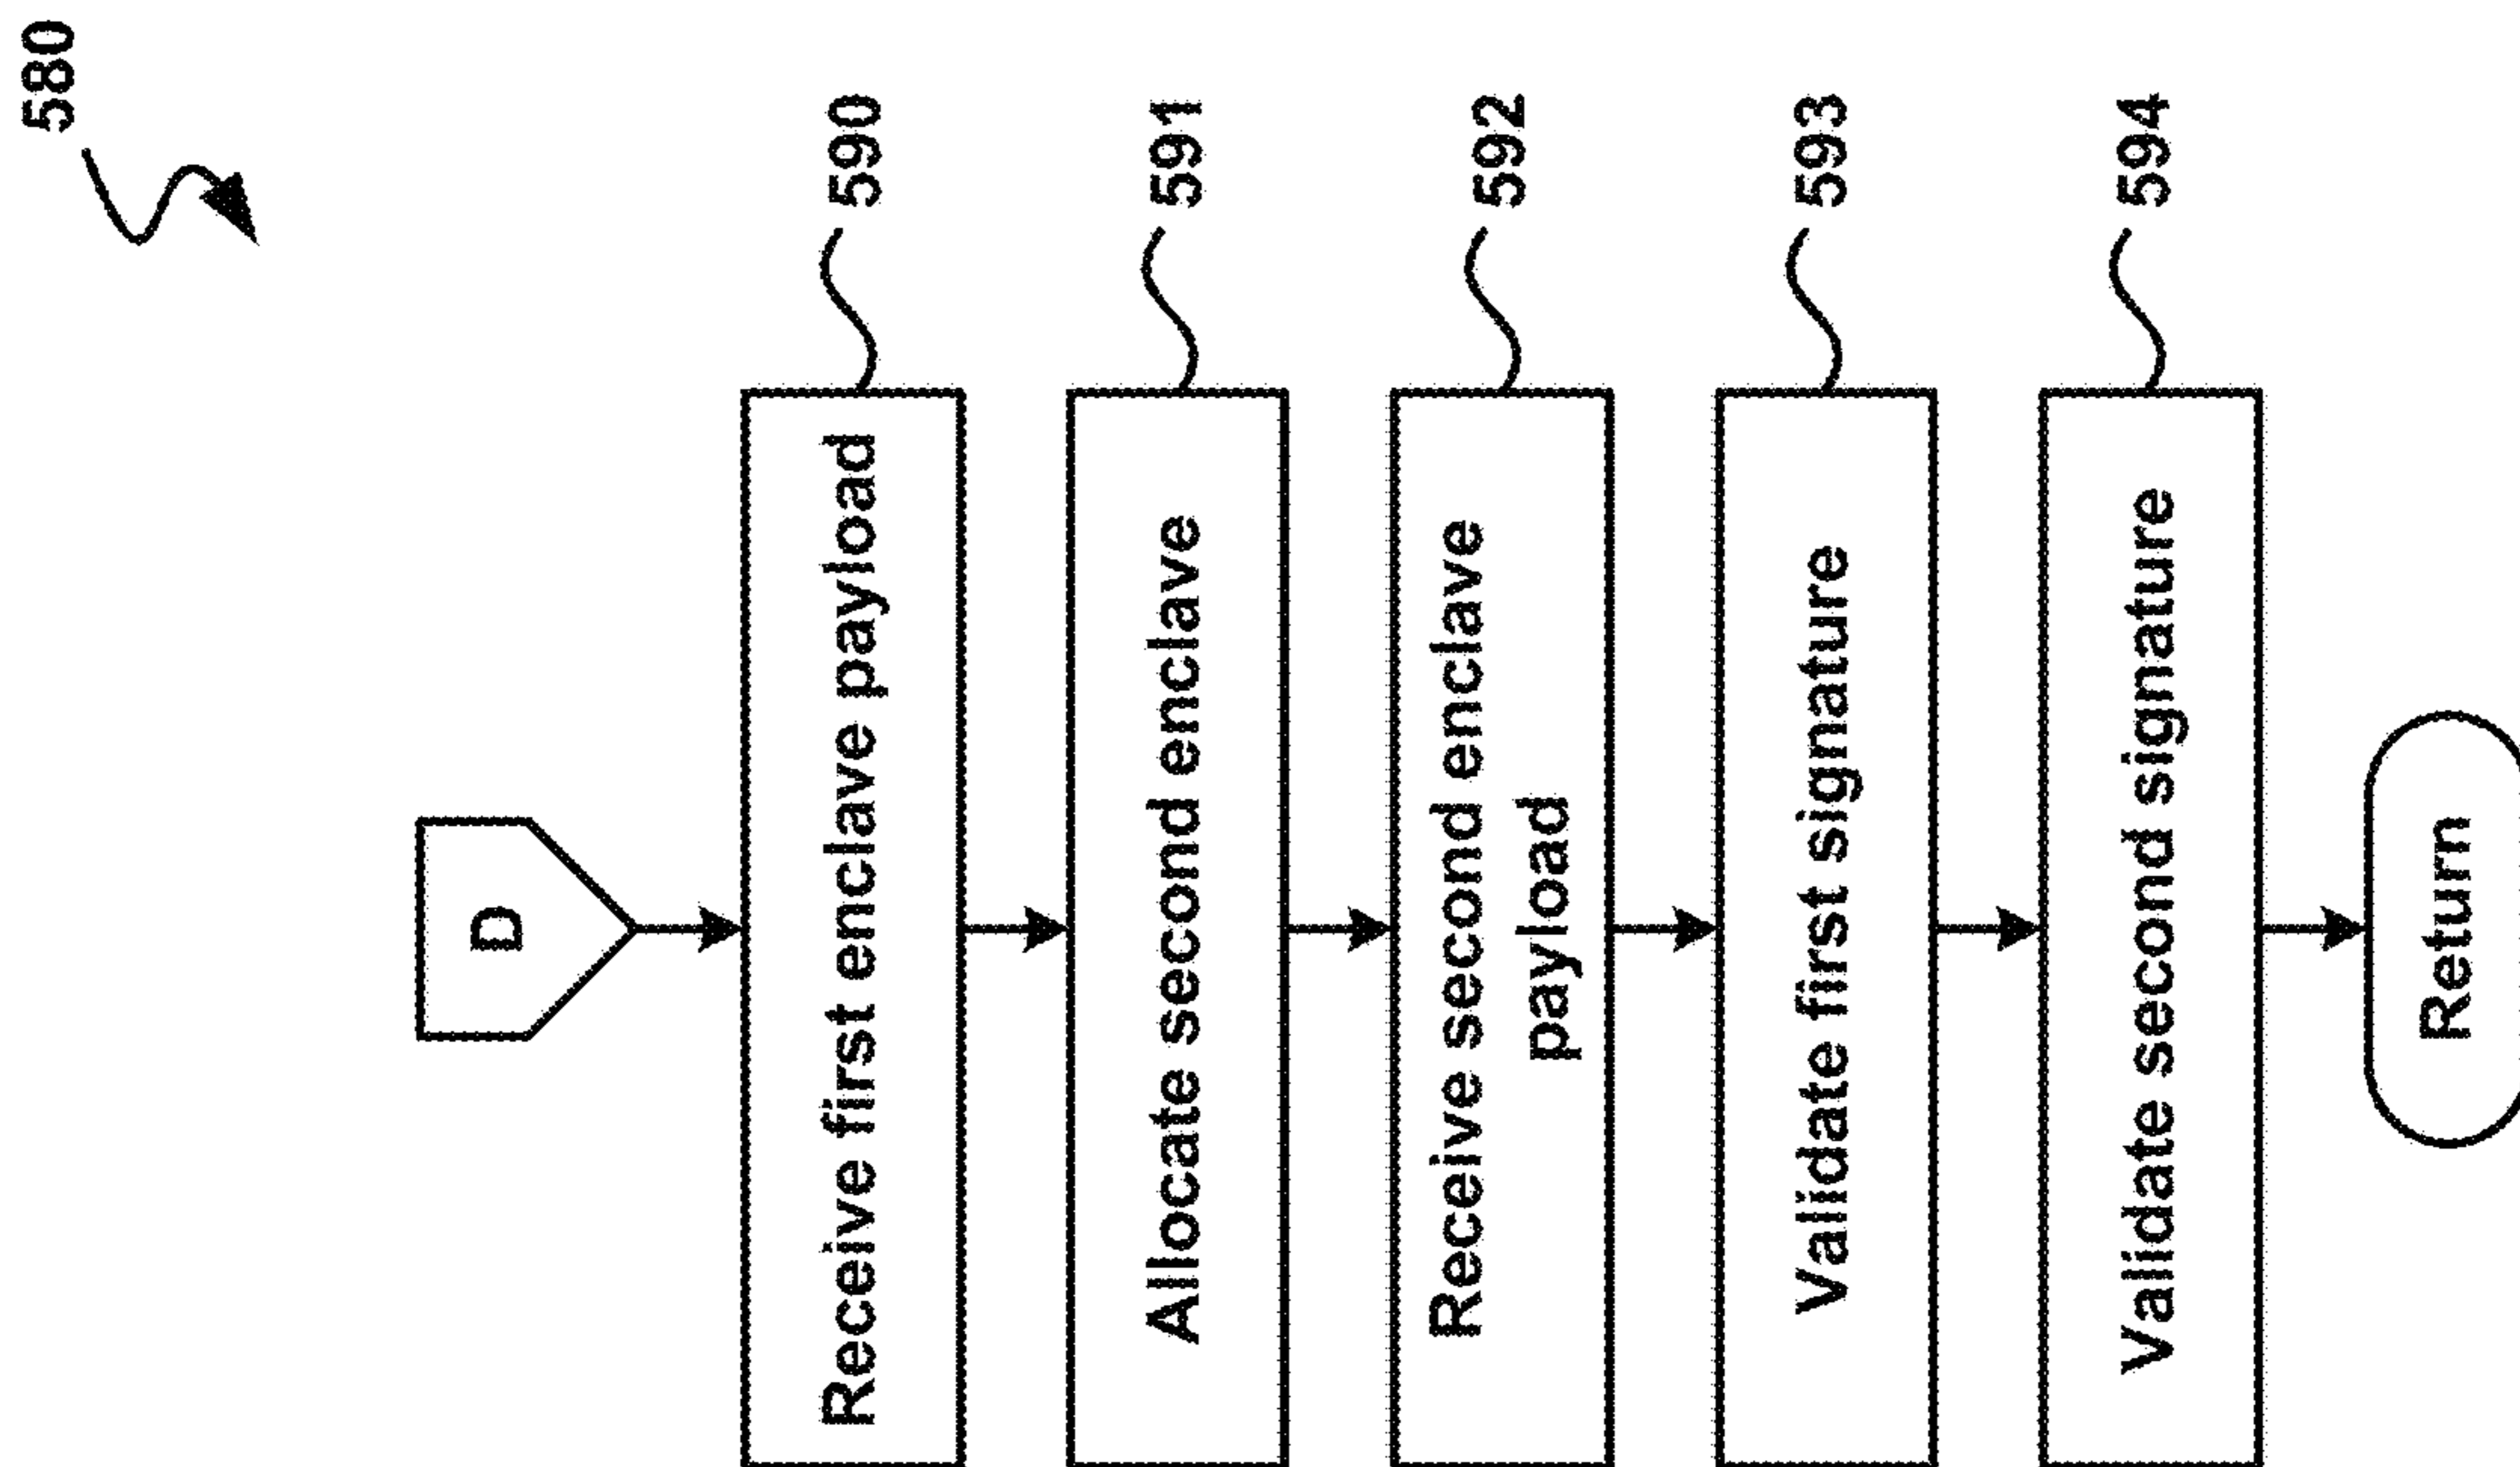 580
D
Receive first enclave payload
590
Allocate second enclave
591
Receive second enclave
payload
592
Validate first signature
593
Validate second signature
594
Return